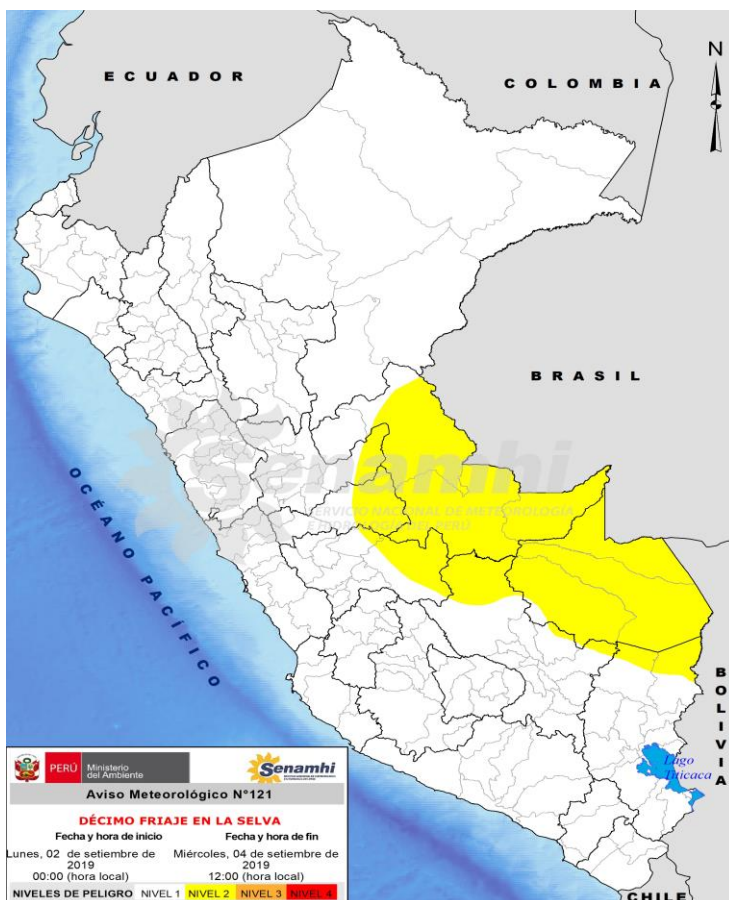 ECUADOR
COLOMBIA
N
BRASIL
Senamhi
SERVICIO NACIONAL DE METEOROLOGÍA
E HIDROLOGÍA DEL PERÚ
OCÉANO PACÍFICO
BOLIVIA
Lago
Titicaca
CHILE
PERÚ
Ministerio
del Ambiente
Senamhi
Aviso Meteorológico N°121
DÉCIMO FRIAJE EN LA SELVA
Fecha y hora de inicio Fecha y hora de fin
Lunes, 02 de setiembre de Miércoles, 04 de setiembre de
2019 2019
00:00 (hora local) 12:00 (hora local)
NIVELES DE PELIGRO NIVEL 1 NIVEL 2 NIVEL 3 NIVEL 4